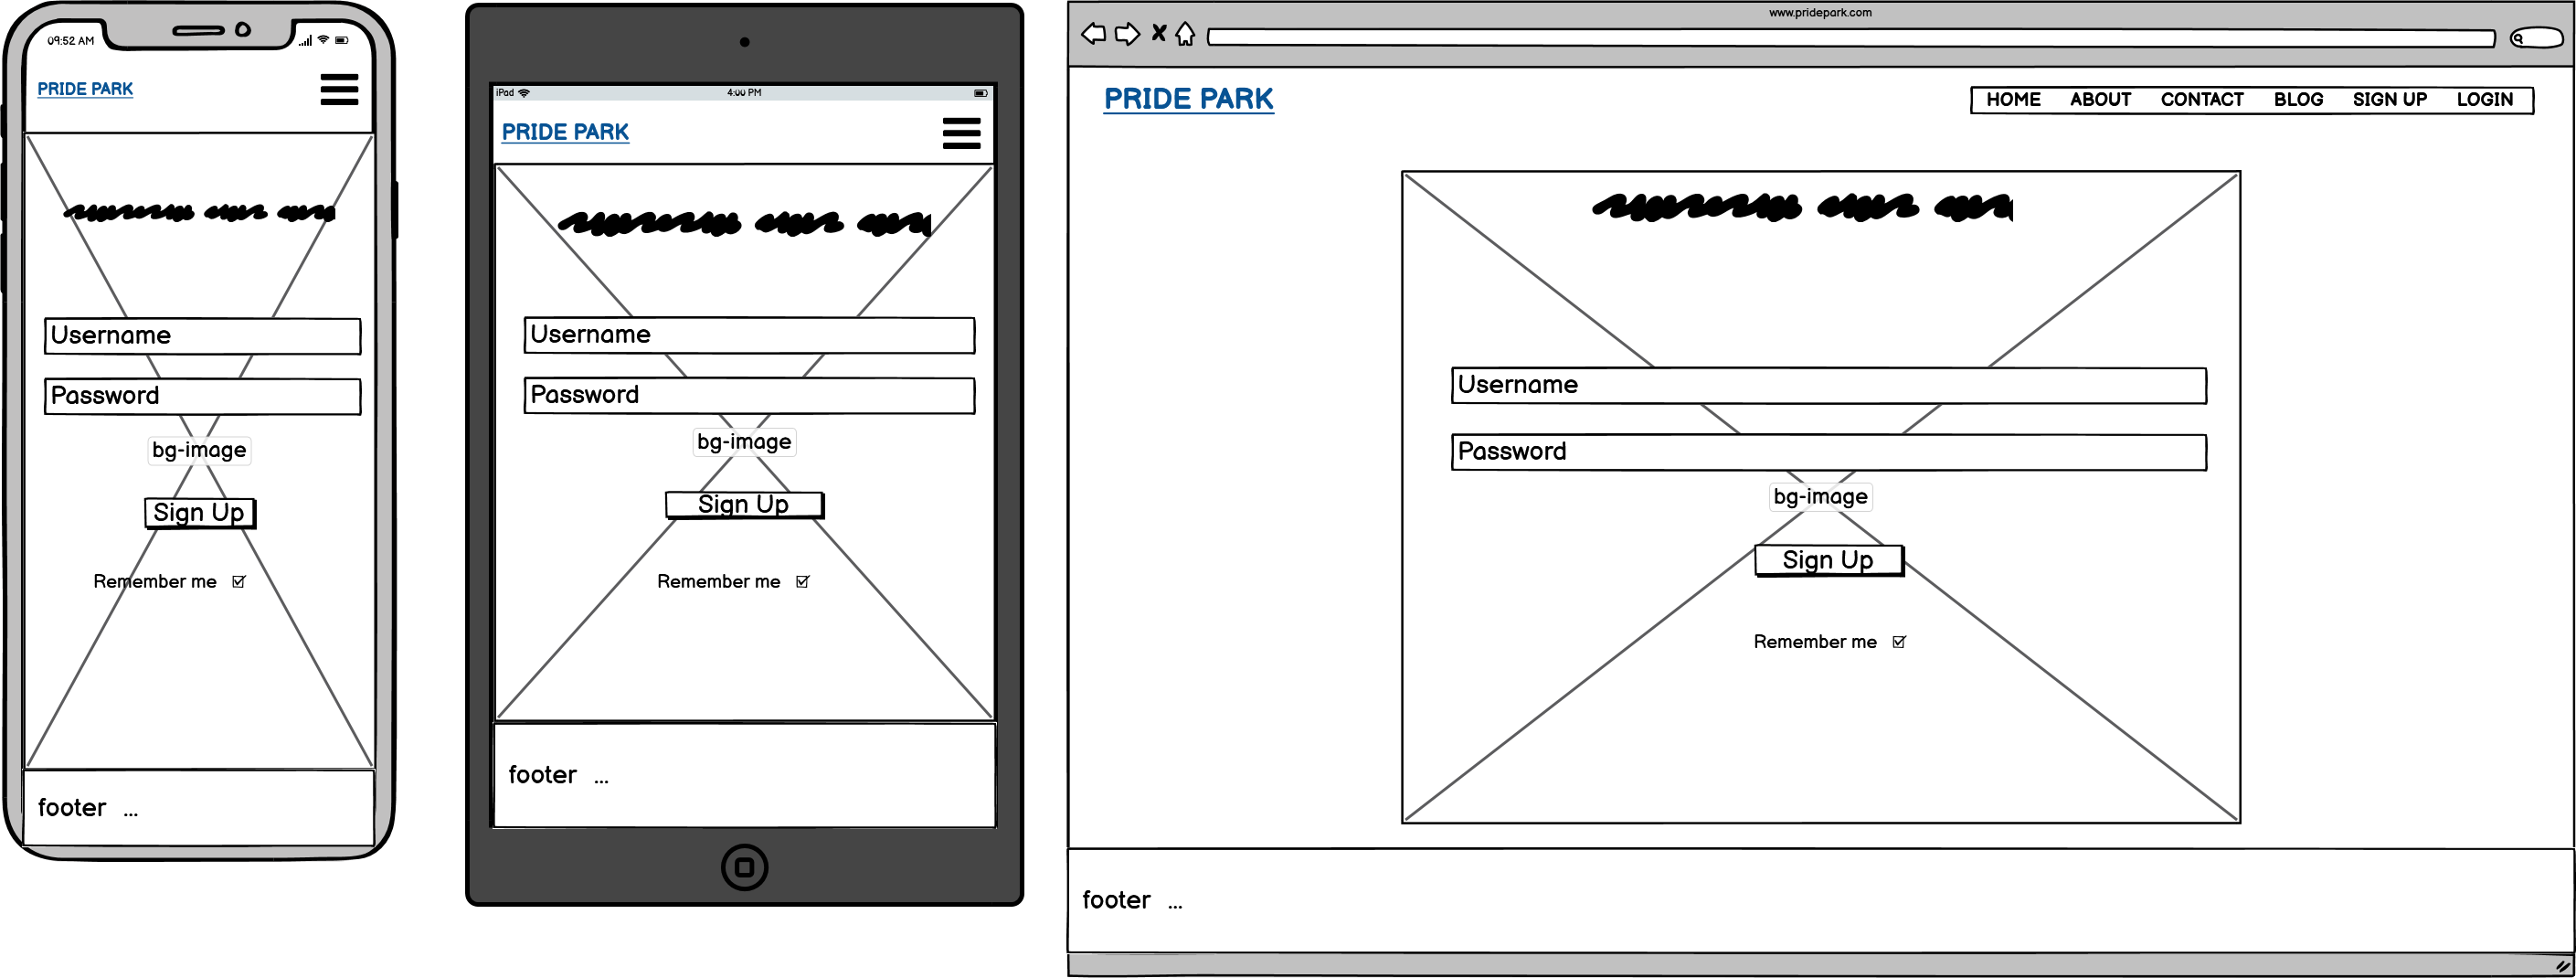 09:52 AM
PRIDE PARK
Username
Password
bg-image
Sign Up
Remember me
footer ...
iPad
4:00 PM
PRIDE PARK
Username
Password
bg-image
Sign Up
Remember me
footer ...
www.pridepark.com
PRIDE PARK
HOME ABOUT CONTACT BLOG SIGN UP LOGIN
Username
Password
bg-image
Sign Up
Remember me
footer ...